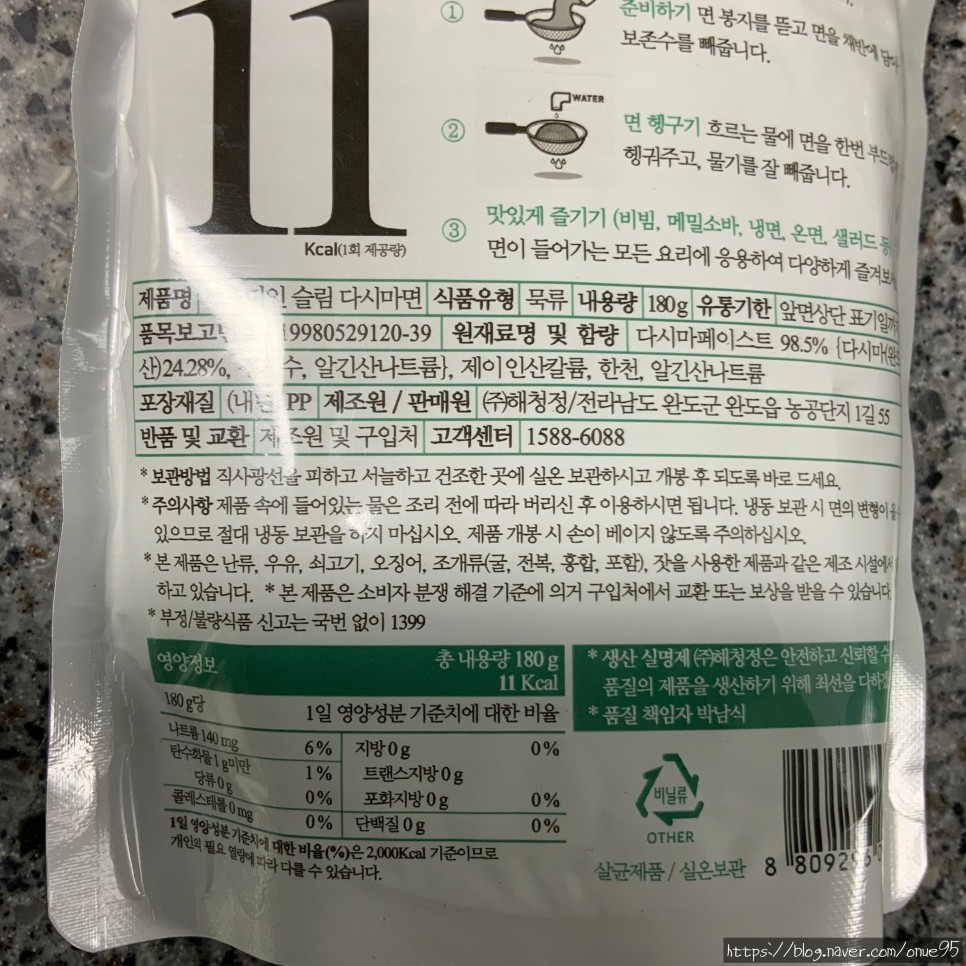 11
Kcal(1회 제공량)
① 준비하기 면 봉지를 뜯고 면을 채반에 담아
보존수를 빼줍니다.
WATER
② 면 헹구기 흐르는 물에 면을 한번 부드럽게
헹궈주고, 물기를 잘 빼줍니다.
③ 맛있게 즐기기 (비빔, 메밀소바, 냉면, 온면, 샐러드 등)
면이 들어가는 모든 요리에 응용하여 다양하게 즐겨보세
제품명 슬림 다시마면 식품유형 묵류 내용량 180g 유통기한 앞면상단 표기일까지
품목보고번 19980529120-39 원재료명 및 함량 다시마페이스트 98.5% {다시마(완도
산)24.28%, 수, 알긴산나트륨}, 제이인산칼륨, 한천, 알긴산나트륨
포장재질 (내면)PP 제조원 / 판매원 ㈜해청정/전라남도 완도군 완도읍 농공단지 1길 55
반품 및 교환 제조원 및 구입처 고객센터 1588-6088
* 보관방법 직사광선을 피하고 서늘하고 건조한 곳에 실온 보관하시고 개봉 후 되도록 바로 드세요.
* 주의사항 제품 속에 들어있는 물은 조리 전에 따라 버리신 후 이용하시면 됩니다. 냉동 보관 시 면의 변형이 올 수
있으므로 절대 냉동 보관을 하지 마십시오. 제품 개봉 시 손이 베이지 않도록 주의하십시오.
* 본 제품은 난류, 우유, 쇠고기, 오징어, 조개류(굴, 전복, 홍합, 포함), 잣을 사용한 제품과 같은 제조 시설에서
하고 있습니다. * 본 제품은 소비자 분쟁 해결 기준에 의거 구입처에서 교환 또는 보상을 받을 수 있습니다.
* 부정/불량식품 신고는 국번 없이 1399
영양정보 총 내용량 180 g
11 Kcal
180 g당 1일 영양성분 기준치에 대한 비율
나트륨 140 mg 6% 지방 0 g 0%
탄수화물 1 g미만 1% 트랜스지방 0 g
당류 0 g 0% 포화지방 0 g 0%
콜레스테롤 0 mg 0% 단백질 0 g 0%
1일 영양성분 기준치에 대한 비율(%)은 2,000Kcal 기준이므로
개인의 필요 열량에 따라 다를 수 있습니다.
* 생산 실명제 ㈜해청정은 안전하고 신뢰할 수
품질의 제품을 생산하기 위해 최선을 다하
* 품질 책임자 박남식
비닐류
OTHER
살균제품 / 실온보관
8 809296 0
https://blog.naver.com/onue95